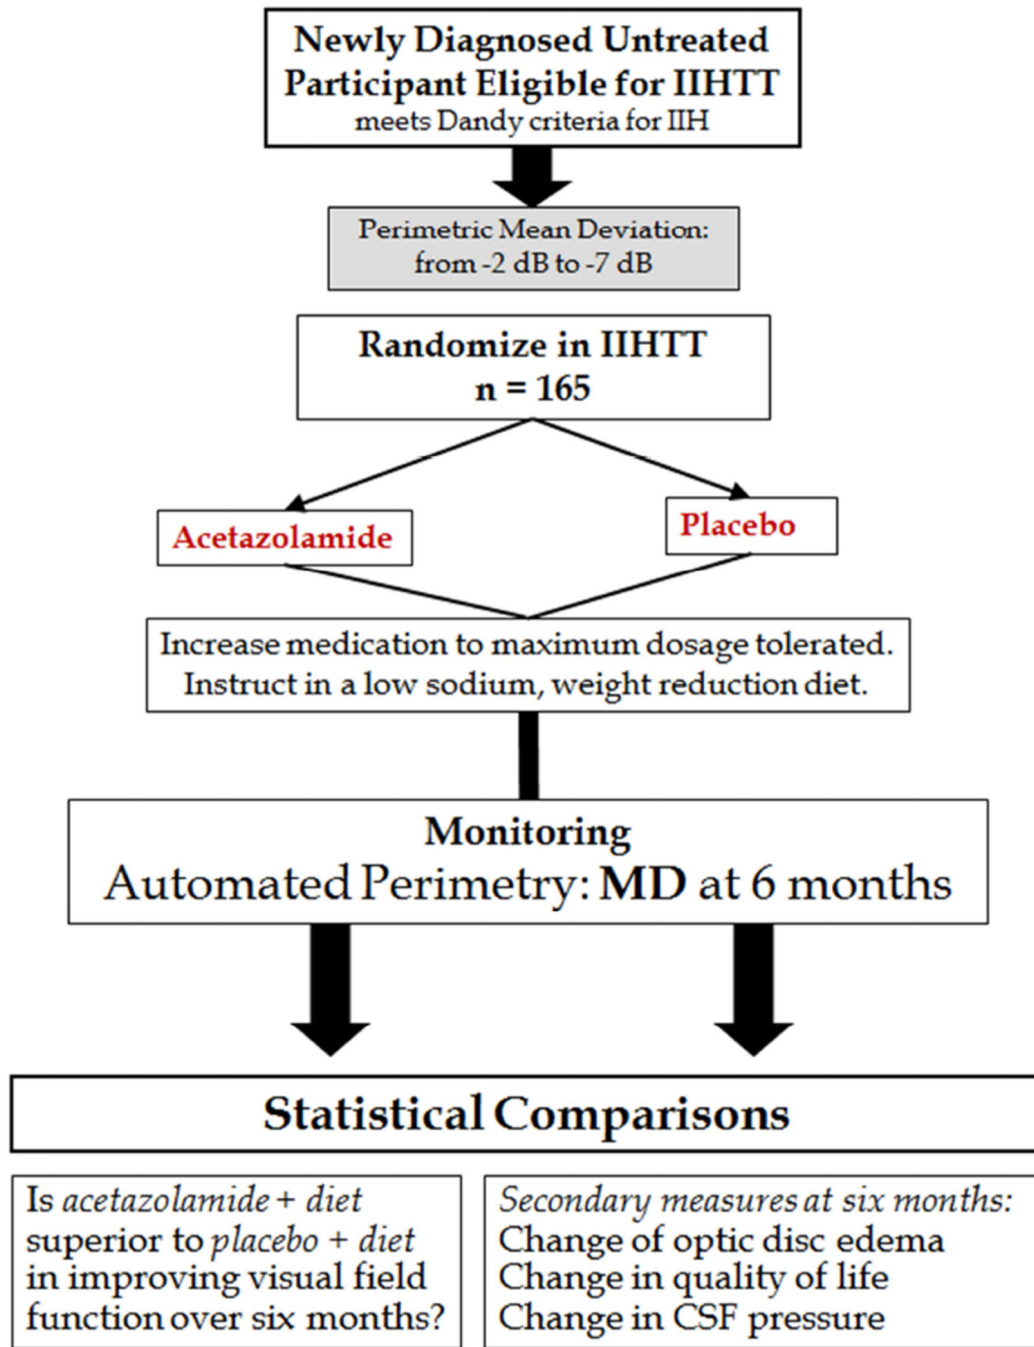 Newly Diagnosed Untreated
Participant Eligible for IIHTT
meets Dandy criteria for IIH
Perimetric Mean Deviation:
from -2 dB to -7 dB
Randomize in IIHTT
n = 165
Acetazolamide
Placebo
Increase medication to maximum dosage tolerated.
Instruct in a low sodium, weight reduction diet.
Monitoring
Automated Perimetry: MD at 6 months
Statistical Comparisons
Is acetazolamide + diet
superior to placebo + diet
in improving visual field
function over six months?
Secondary measures at six months:
Change of optic disc edema
Change in quality of life
Change in CSF pressure